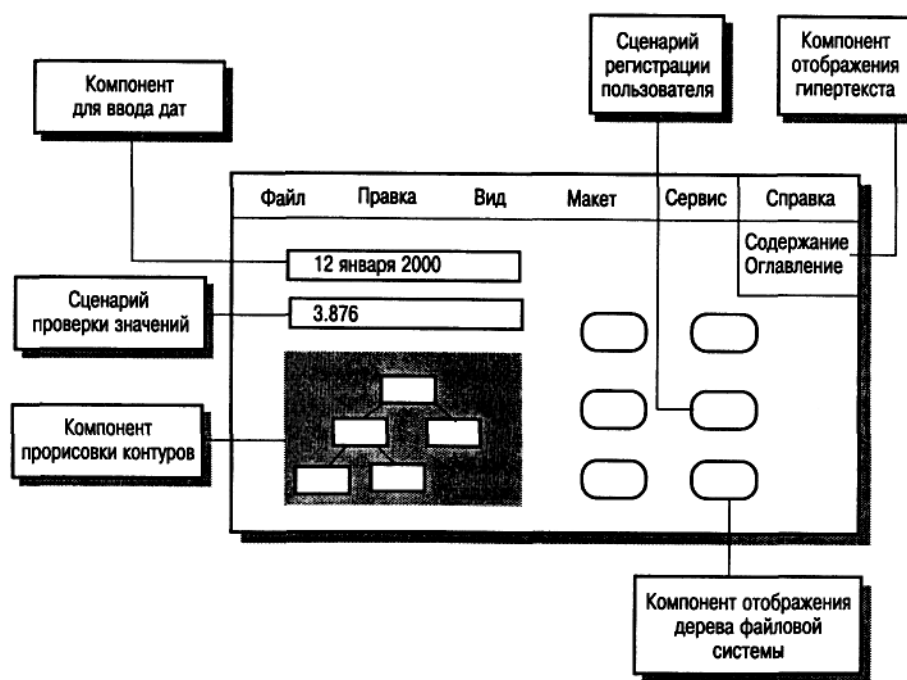 Сценарий
регистрации
пользователя
Компонент
отображения
гипертекста
Компонент
для ввода дат
Файл Правка Вид Макет Сервис Справка
Содержание
Оглавление
12 января 2000
3.876
Сценарий
проверки значений
Компонент
прорисовки контуров
Компонент отображения
дерева файловой
системы